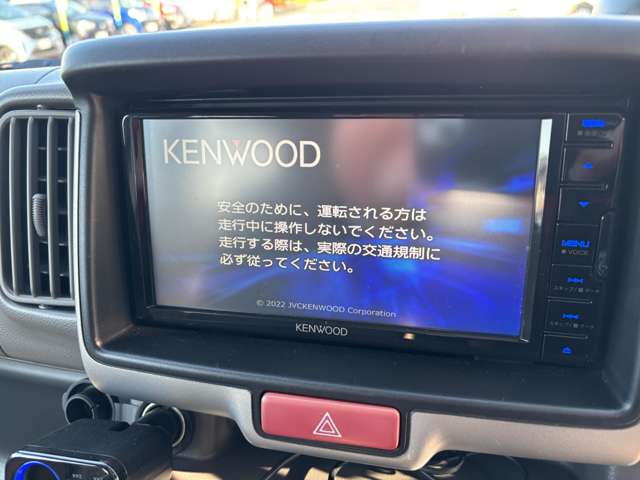 KENWOOD
安全のために、運転される方は
走行中に操作しないでください。
走行する際は、実際の交通規制に
必ず従ってください。
© 2022 JVCKENWOOD Corporation
KENWOOD
MENU
VOICE